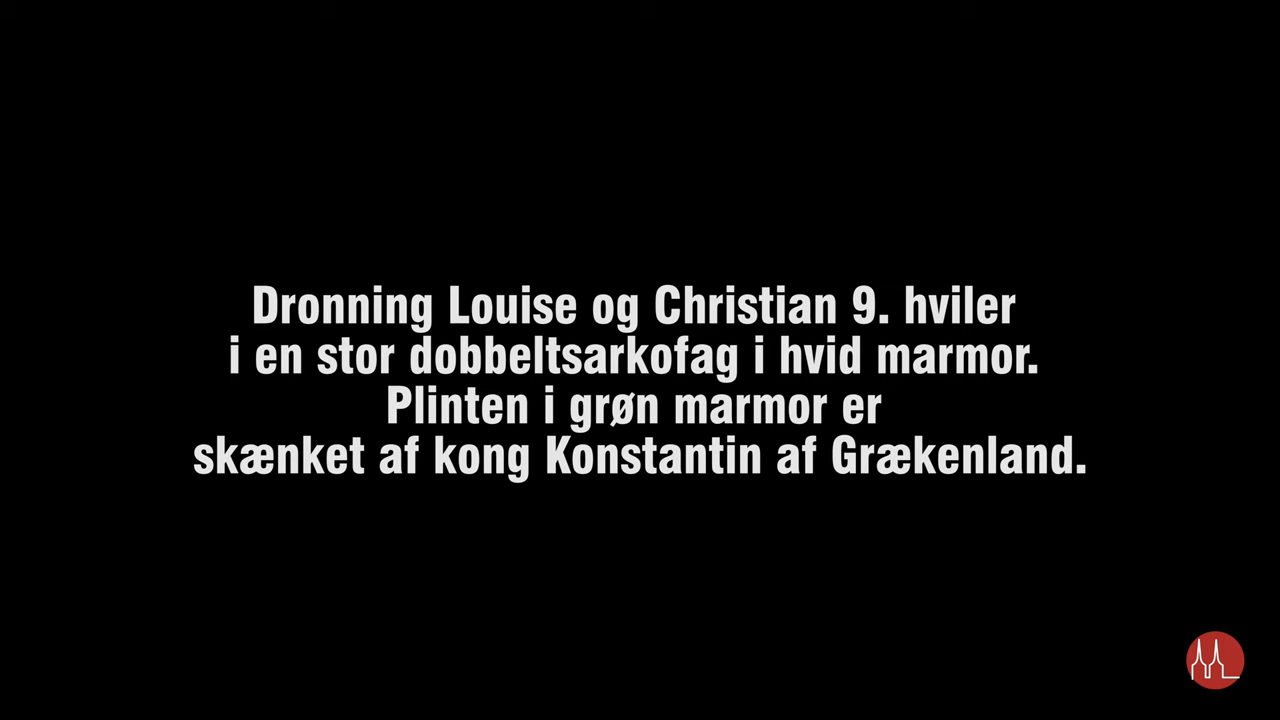 Dronning Louise og Christian 9. hviler
i en stor dobbeltsarkofag i hvid marmor.
Plinten i grøn marmor er
skænket af kong Konstantin af Grækenland.